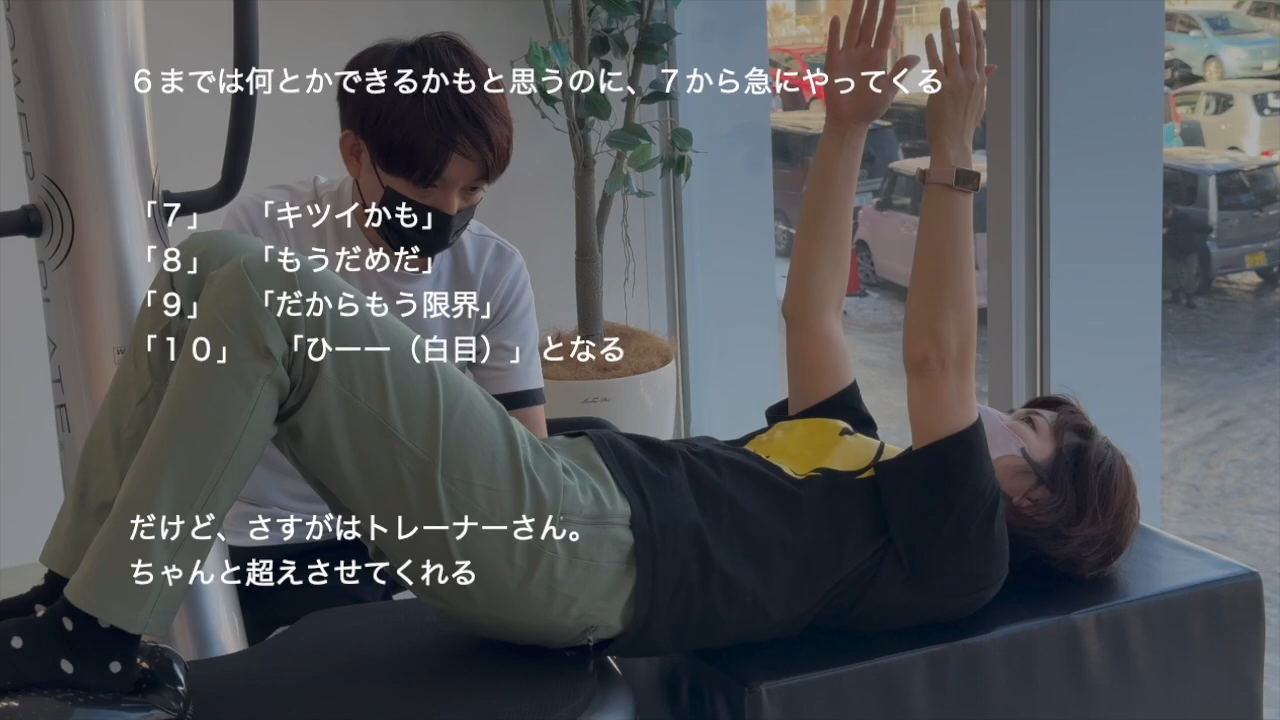 ６までは何とかできるかもと思うのに、７から急にやってくる
「７」　「キツイかも」
「８」　「もうだめだ」
「９」　「だからもう限界」
「１０」　「ひーー（白目）」となる
だけど、さすがはトレーナーさん。
ちゃんと超えさせてくれる
POWER PLATE